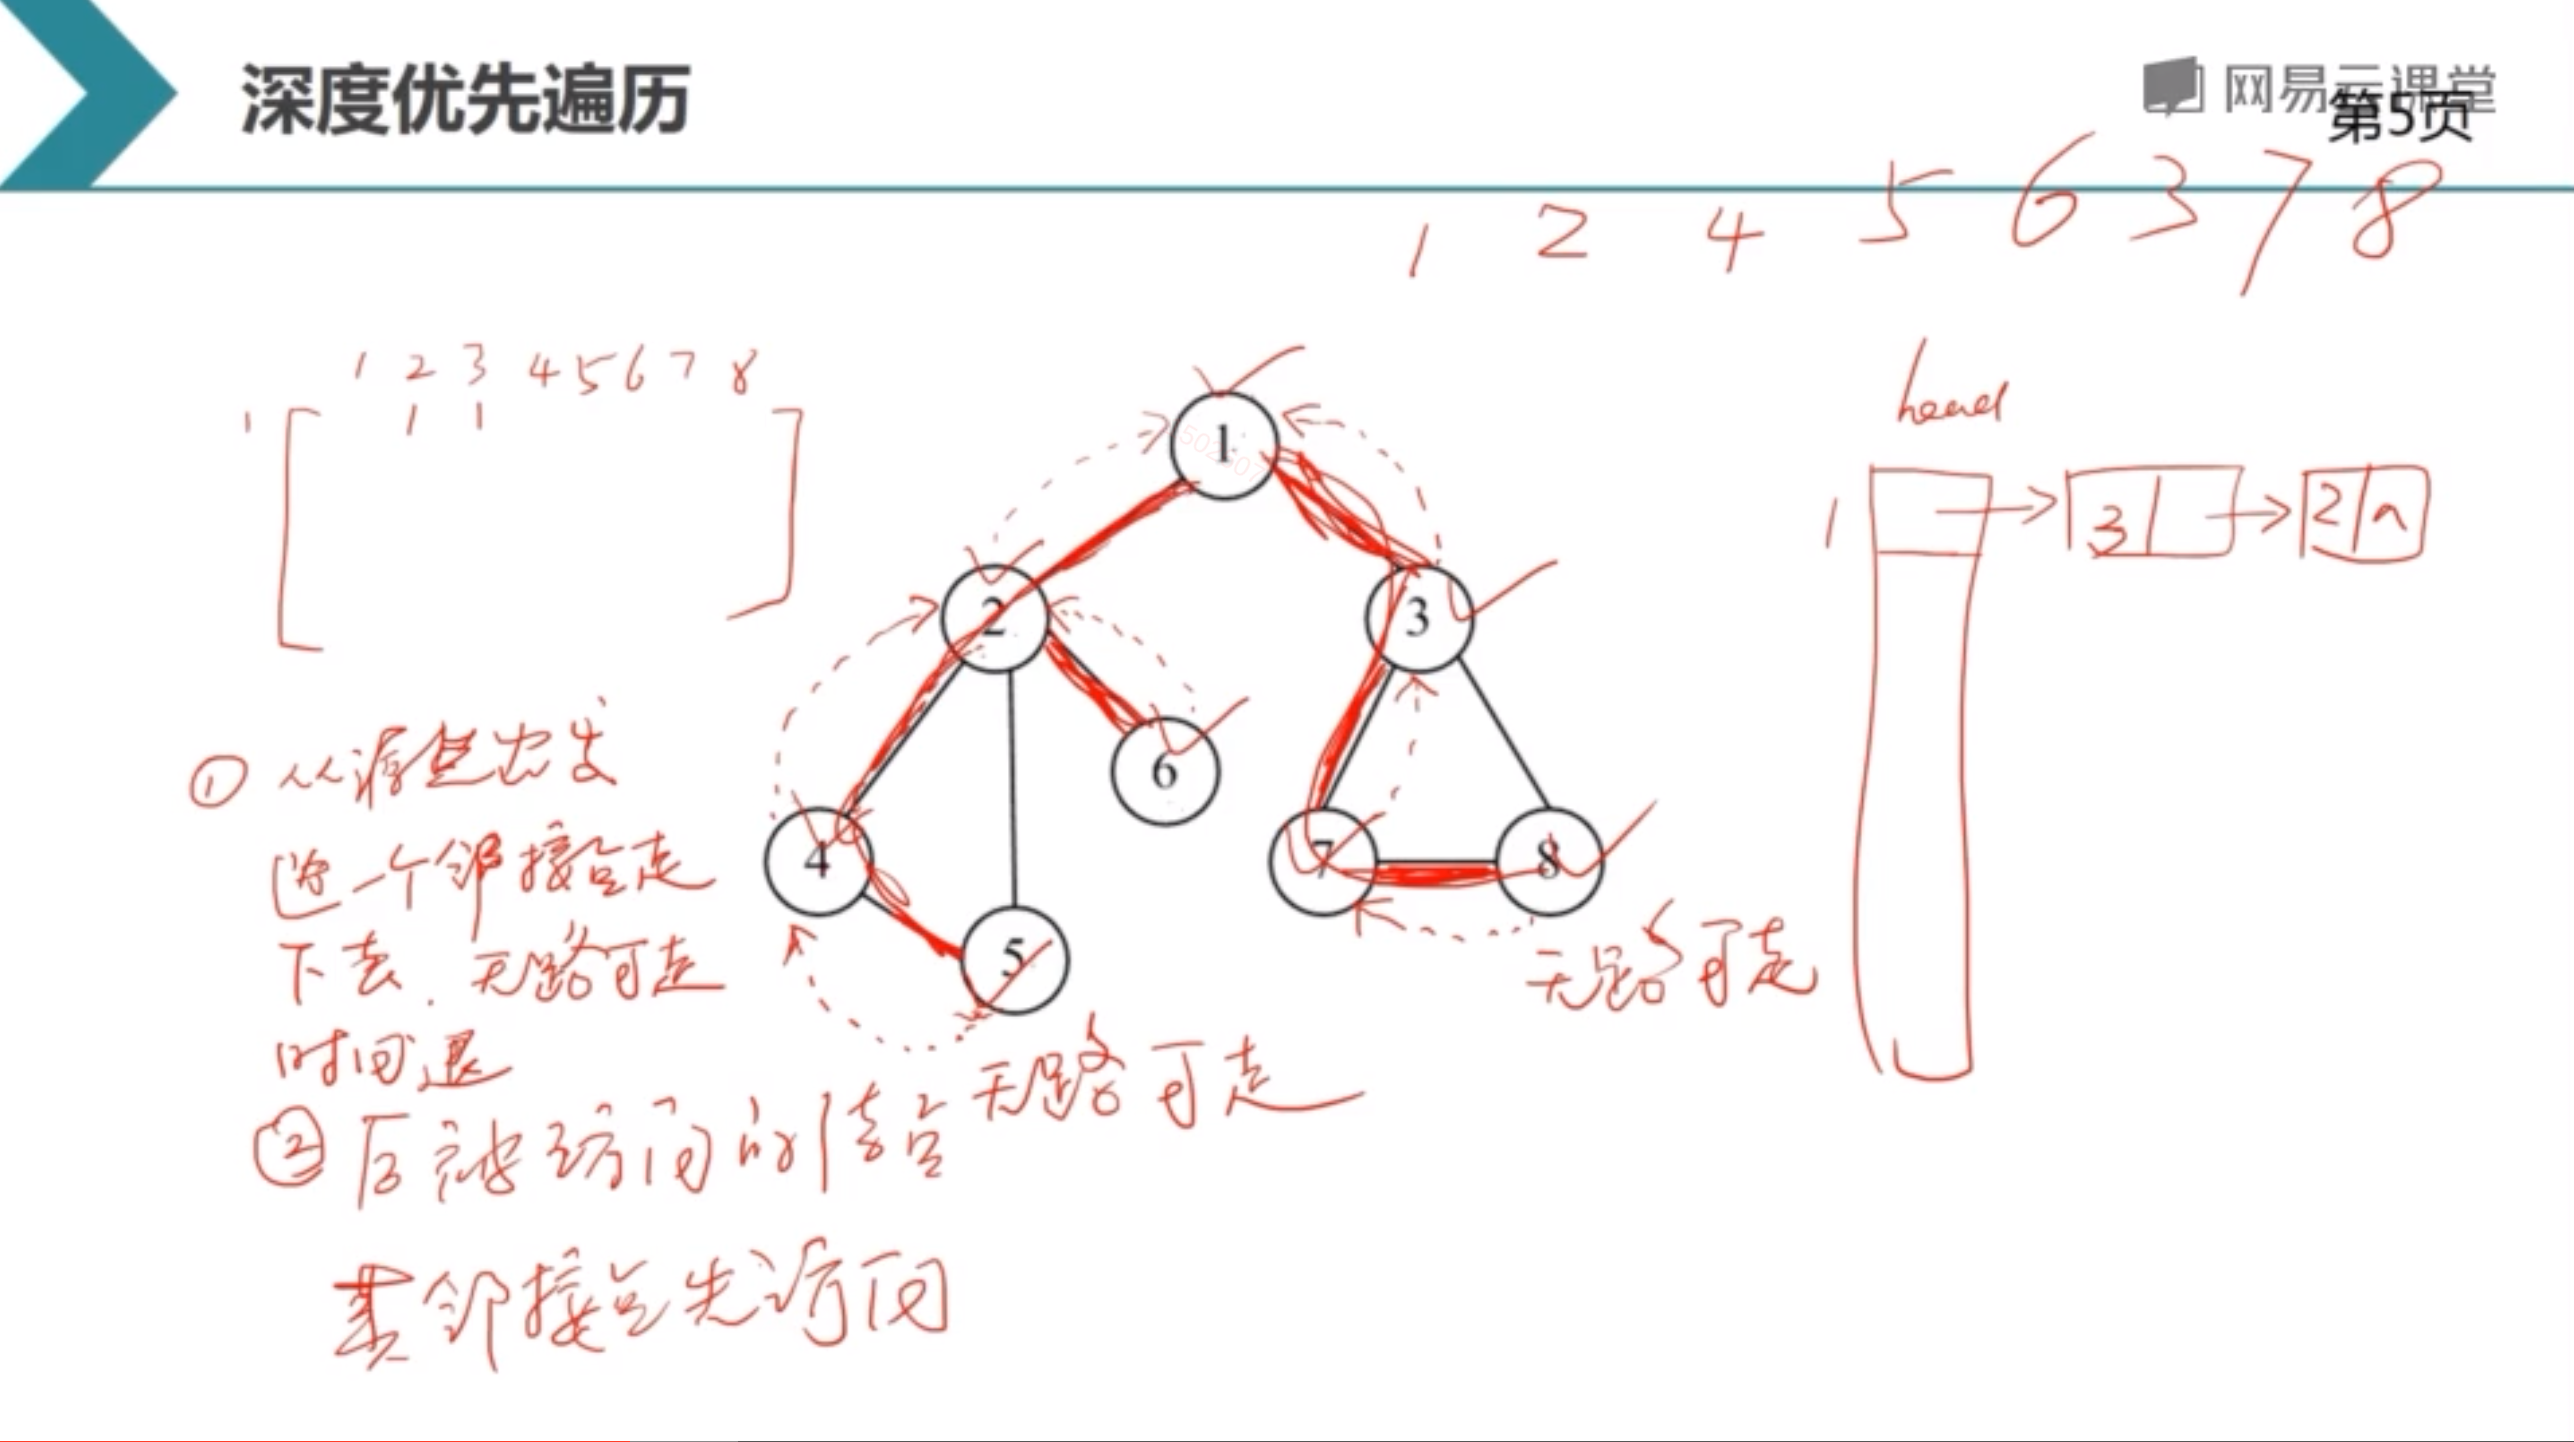 深度优先遍历
网易云课堂
第5页
1 2 4 5 6 3 7 8
1 2 3 4 5 6 7 8
1 1 1
head
1 3 2 ∧
1
2
3
6
4
7
8
5
① 从源点出发
选一个邻接点走
下去. 无路可走
时回退
无路可走
无路可走
② 后被访问的结点
其邻接点先访问